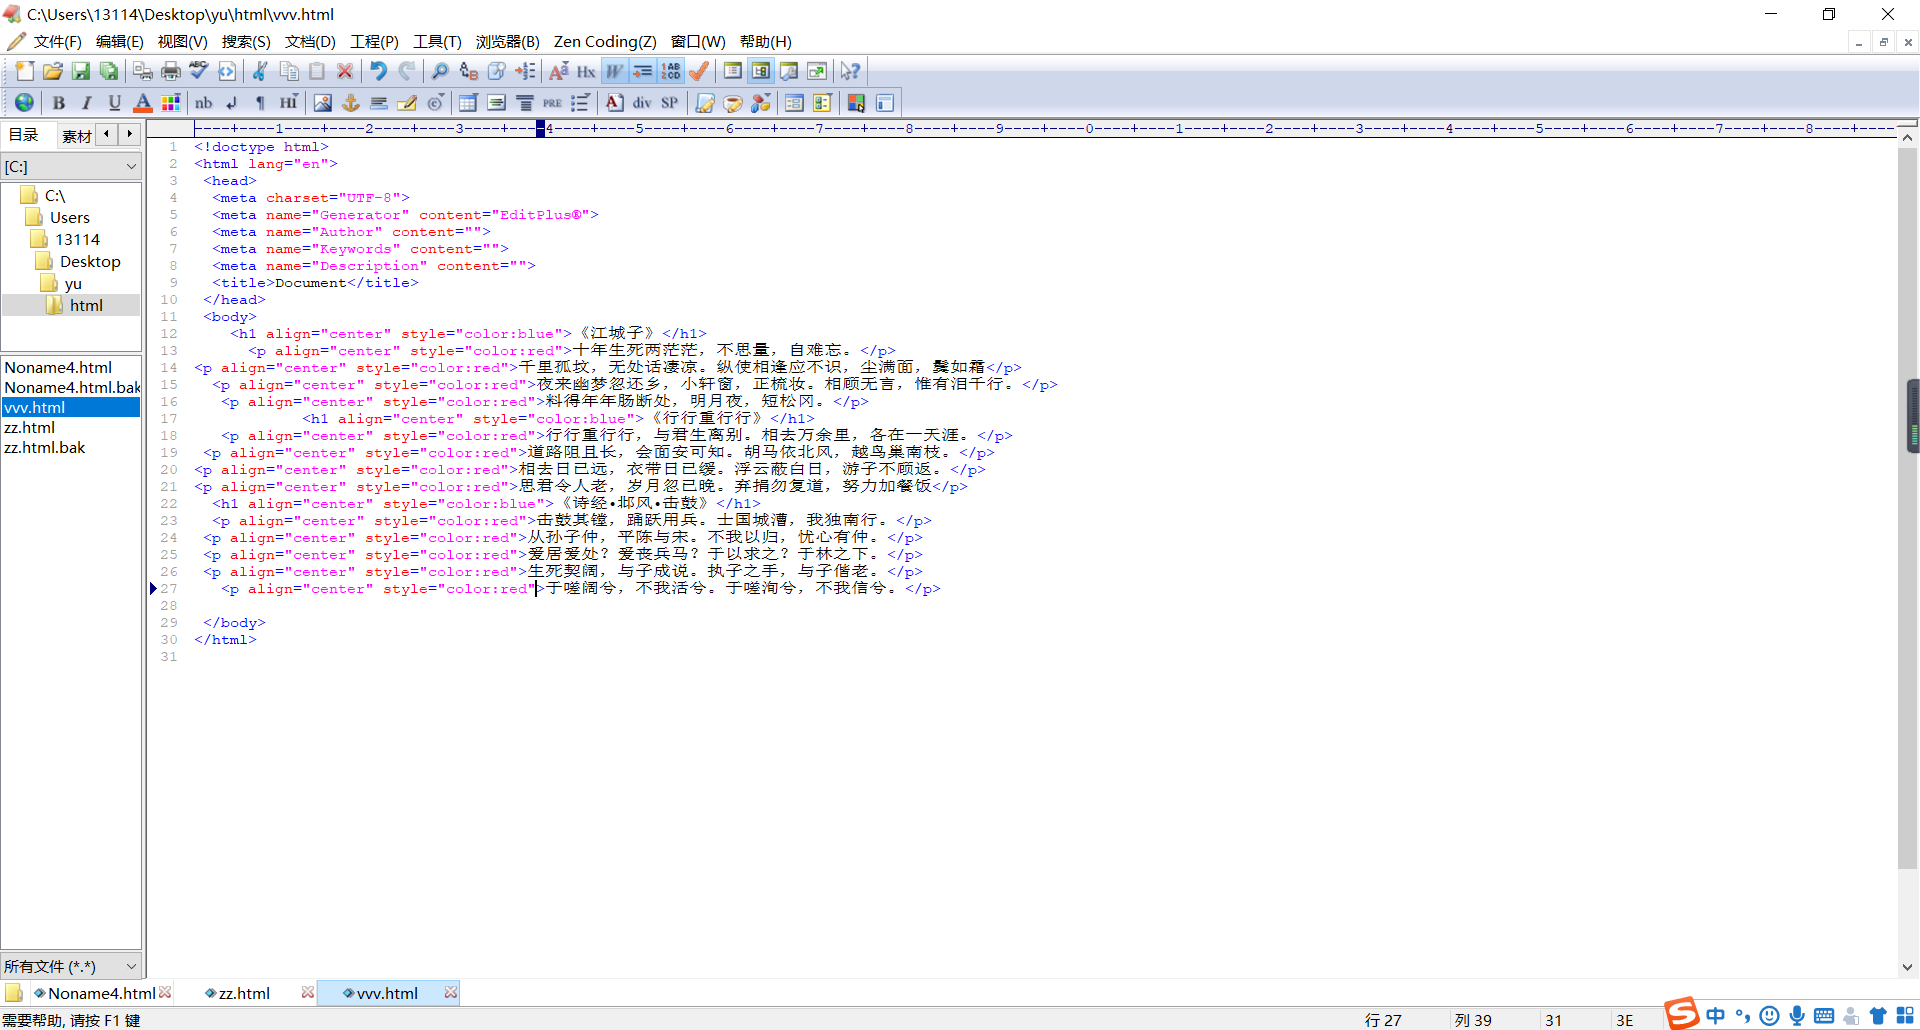 C:\Users\13114\Desktop\yu\html\vvv.html
文件(F) 编辑(E) 视图(V) 搜索(S) 文档(D) 工程(P) 工具(T) 浏览器(B) Zen Coding(Z) 窗口(W) 帮助(H)
B I U A nb ¶ HI PRE A div SP
目录 素材
[C:]
C:\
Users
13114
Desktop
yu
html
Noname4.html
Noname4.html.bak
vvv.html
zz.html
zz.html.bak
所有文件 (*.*)
----+----1----+----2----+----3----+----4----+----5----+----6----+----7----+----8----+----9----+----0----+----1----+----2----+----3----+----4----+----5----+----6----+----7----+----8----+----
1 <!doctype html>
2 <html lang="en">
3 <head>
4 <meta charset="UTF-8">
5 <meta name="Generator" content="EditPlus®">
6 <meta name="Author" content="">
7 <meta name="Keywords" content="">
8 <meta name="Description" content="">
9 <title>Document</title>
10 </head>
11 <body>
12 <h1 align="center" style="color:blue">《江城子》</h1>
13 <p align="center" style="color:red">十年生死两茫茫，不思量，自难忘。</p>
14 <p align="center" style="color:red">千里孤坟，无处话凄凉。纵使相逢应不识，尘满面，鬓如霜</p>
15 <p align="center" style="color:red">夜来幽梦忽还乡，小轩窗，正梳妆。相顾无言，惟有泪千行。</p>
16 <p align="center" style="color:red">料得年年肠断处，明月夜，短松冈。</p>
17 <h1 align="center" style="color:blue">《行行重行行》</h1>
18 <p align="center" style="color:red">行行重行行，与君生离别。相去万余里，各在一天涯。</p>
19 <p align="center" style="color:red">道路阻且长，会面安可知。胡马依北风，越鸟巢南枝。</p>
20 <p align="center" style="color:red">相去日已远，衣带日已缓。浮云蔽白日，游子不顾返。</p>
21 <p align="center" style="color:red">思君令人老，岁月忽已晚。弃捐勿复道，努力加餐饭</p>
22 <h1 align="center" style="color:blue">《诗经•邶风•击鼓》</h1>
23 <p align="center" style="color:red">击鼓其镗，踊跃用兵。土国城漕，我独南行。</p>
24 <p align="center" style="color:red">从孙子仲，平陈与宋。不我以归，忧心有忡。</p>
25 <p align="center" style="color:red">爰居爰处？爰丧其马？于以求之？于林之下。</p>
26 <p align="center" style="color:red">生死契阔，与子成说。执子之手，与子偕老。</p>
27 <p align="center" style="color:red">于嗟阔兮，不我活兮。于嗟洵兮，不我信兮。</p>
28
29 </body>
30 </html>
31
Noname4.html zz.html vvv.html
需要帮助, 请按 F1 键
行 27 列 39 31 3E
中